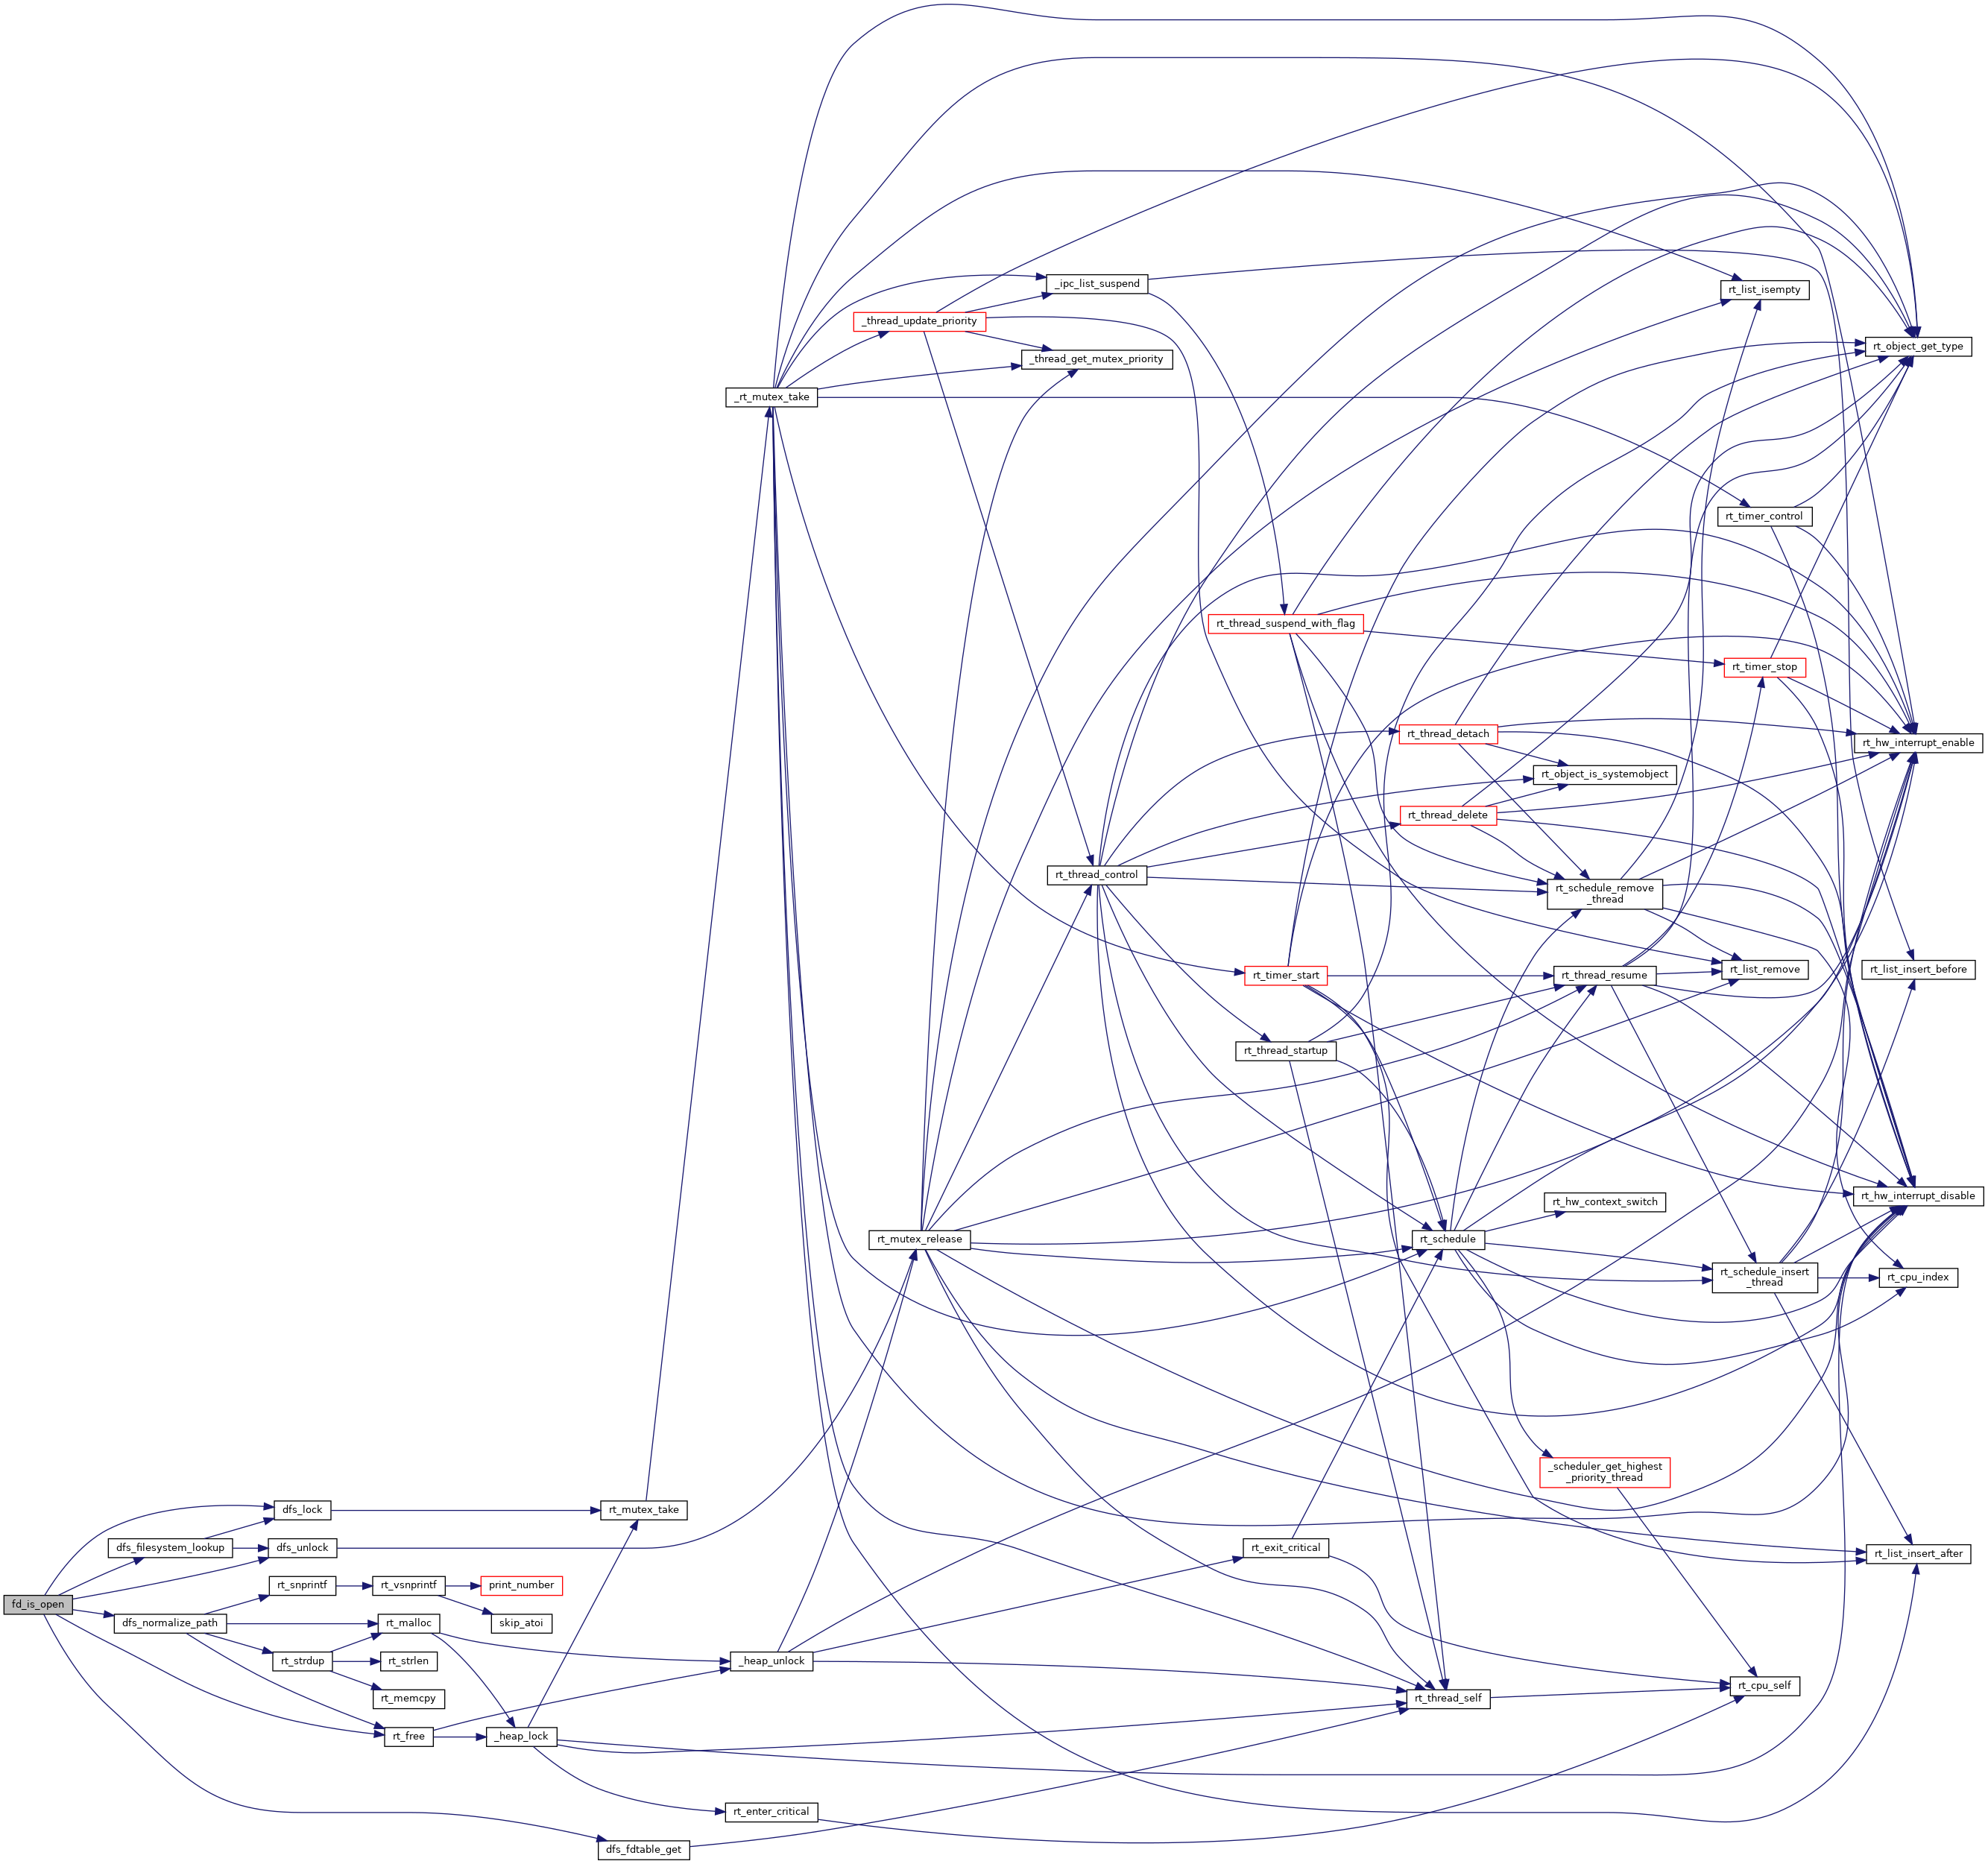 _ipc_list_suspend
rt_list_isempty
_thread_update_priority
rt_object_get_type
_thread_get_mutex_priority
_rt_mutex_take
rt_timer_control
rt_thread_suspend_with_flag
rt_timer_stop
rt_thread_detach
rt_hw_interrupt_enable
rt_object_is_systemobject
rt_thread_delete
rt_thread_control
rt_schedule_remove
_thread
rt_list_remove
rt_list_insert_before
rt_timer_start
rt_thread_resume
rt_thread_startup
rt_hw_interrupt_disable
rt_hw_context_switch
rt_mutex_release
rt_schedule
rt_schedule_insert
_thread
rt_cpu_index
_scheduler_get_highest
_priority_thread
dfs_lock
rt_mutex_take
dfs_filesystem_lookup
dfs_unlock
rt_exit_critical
rt_list_insert_after
rt_snprintf
rt_vsnprintf
print_number
fd_is_open
dfs_normalize_path
rt_malloc
skip_atoi
rt_strdup
rt_strlen
_heap_unlock
rt_memcpy
rt_thread_self
rt_cpu_self
rt_free
_heap_lock
rt_enter_critical
dfs_fdtable_get